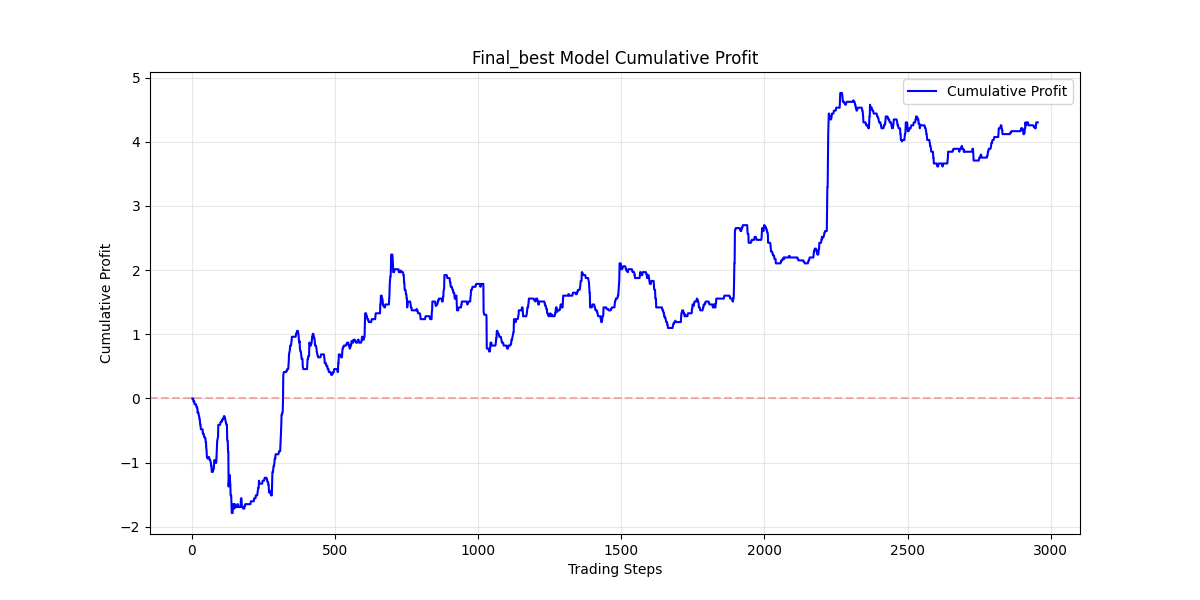 Final_best Model Cumulative Profit
Cumulative Profit
5
4
3
2
1
0
−1
−2
Cumulative Profit
0 500 1000 1500 2000 2500 3000
Trading Steps